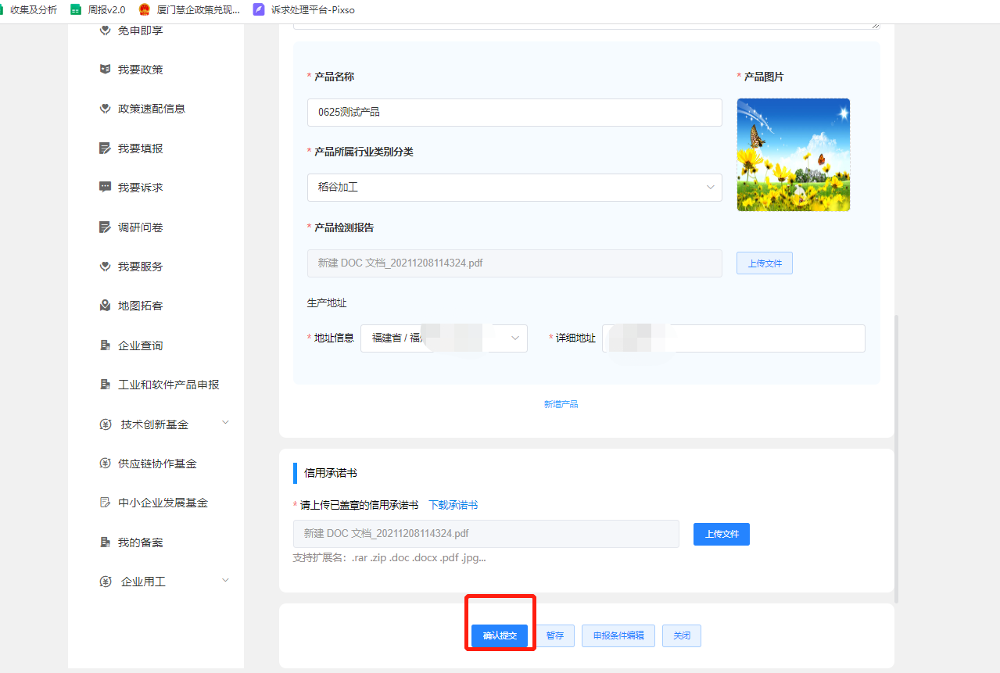 收集及分析 周报v2.0 厦门慧企政策兑现... 诉求处理平台-Pixso
免申即享
我要政策
政策速配信息
我要填报
我要诉求
调研问卷
我要服务
地图拓客
企业查询
工业和软件产品申报
技术创新基金
供应链协作基金
中小企业发展基金
我的备案
企业用工
* 产品名称
* 产品图片
0625测试产品
* 产品所属行业类别分类
稻谷加工
* 产品检测报告
新建 DOC 文档_20211208114324.pdf
上传文件
生产地址
* 地址信息 福建省 / 福 * 详细地址
新增产品
信用承诺书
* 请上传已盖章的信用承诺书 下载承诺书
新建 DOC 文档_20211208114324.pdf
上传文件
支持扩展名: .rar .zip .doc .docx .pdf .jpg...
确认提交 暂存 申报条件编辑 关闭